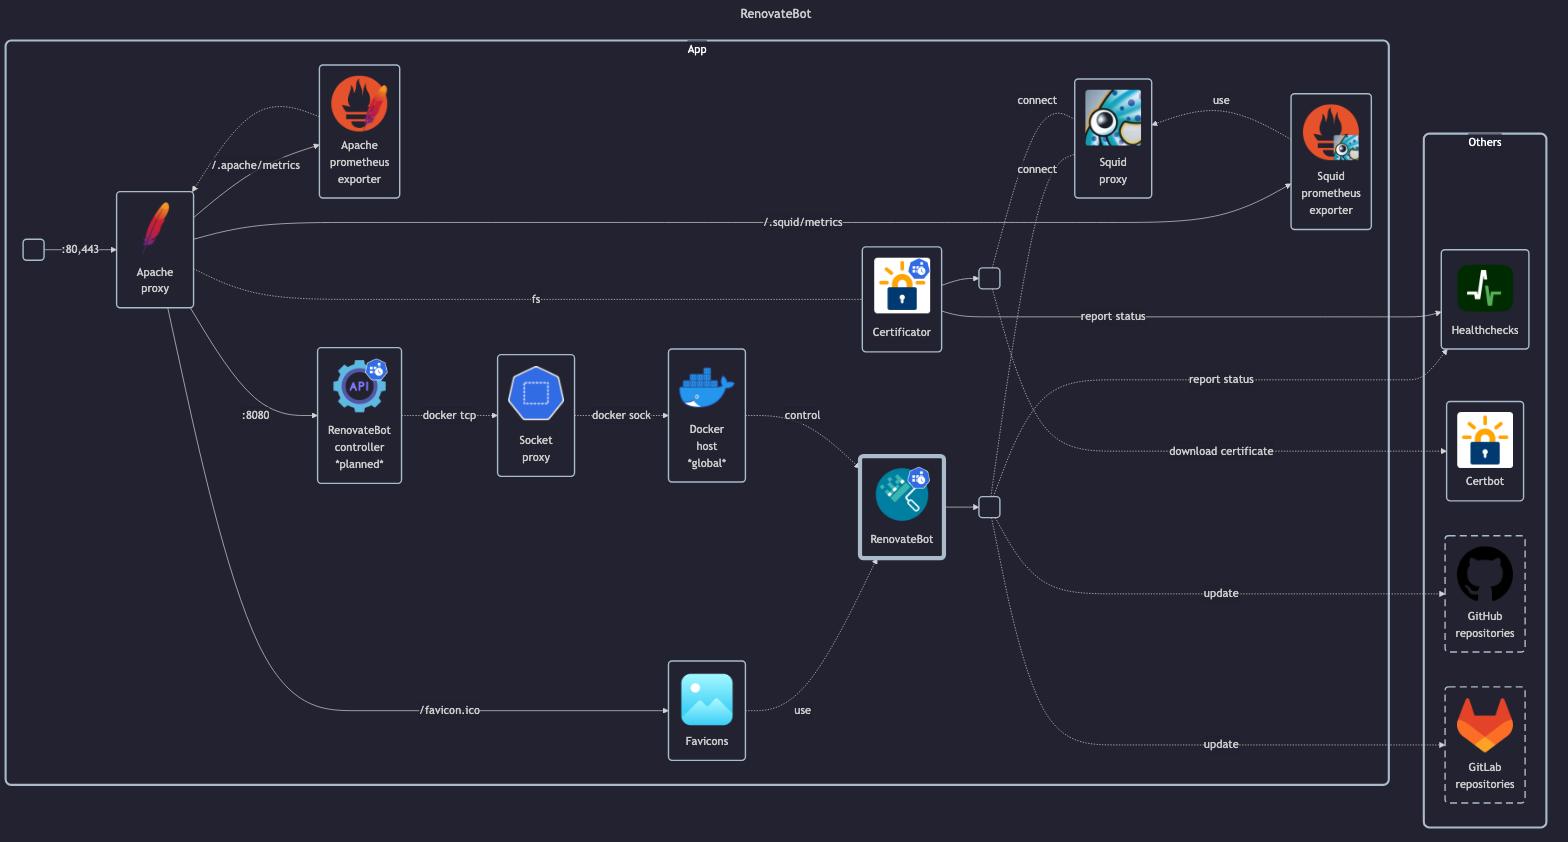 RenovateBot
App
Apache
prometheus
exporter
/.apache/metrics
connect
connect
Squid
proxy
use
Squid
prometheus
exporter
Others
:80,443
Apache
proxy
/.squid/metrics
fs
Certificator
report status
Healthchecks
:8080
API
RenovateBot
controller
*planned*
docker tcp
Socket
proxy
docker sock
Docker
host
*global*
control
report status
download certificate
Certbot
RenovateBot
update
GitHub
repositories
/favicon.ico
Favicons
use
update
GitLab
repositories